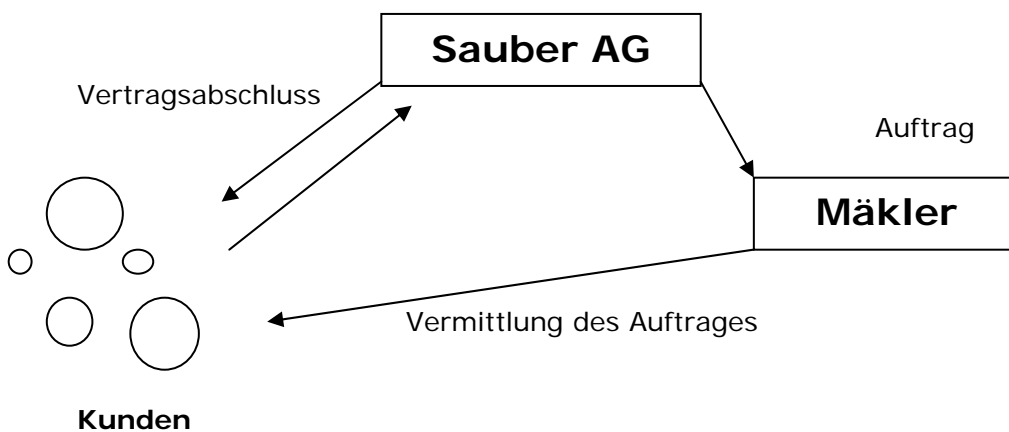 Sauber AG
Vertragsabschluss
Auftrag
Mäkler
Vermittlung des Auftrages
Kunden